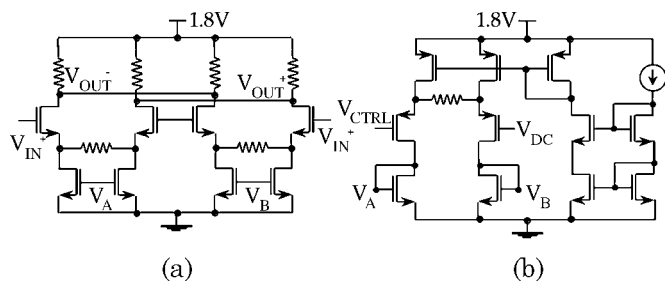 1.8V
1.8V
V_OUT^-
V_OUT^+
V_IN^+
V_IN^+
V_CTRL
V_DC
V_A
V_B
V_A
V_B
(a)
(b)